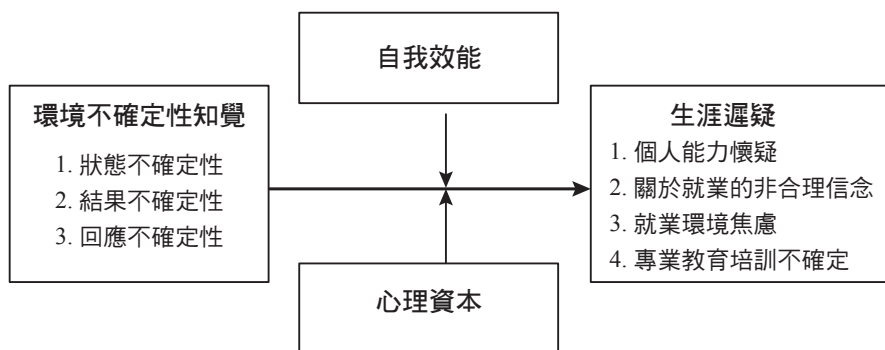 自我效能
環境不確定性知覺
1. 狀態不確定性
2. 結果不確定性
3. 回應不確定性
生涯遲疑
1. 個人能力懷疑
2. 關於就業的非合理信念
3. 就業環境焦慮
4. 專業教育培訓不確定
心理資本